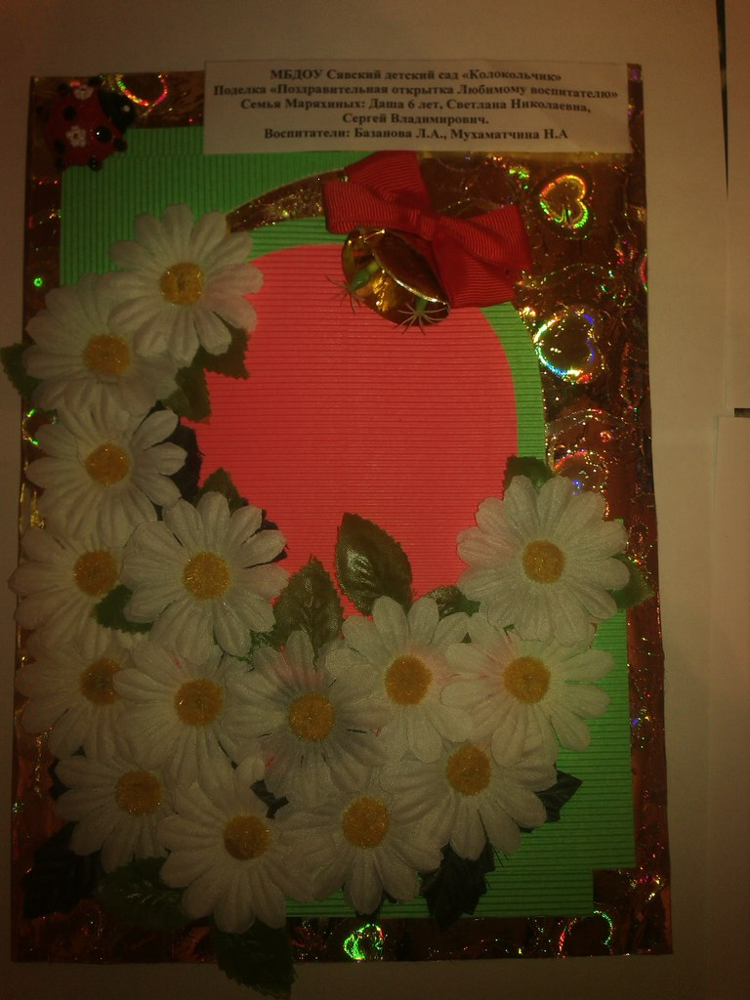 МБДОУ Сявский детский сад «Колокольчик»
Поделка «Поздравительная открытка Любимому воспитателю»
Семья Маряхиных: Даша 6 лет, Светлана Николаевна,
Сергей Владимирович.
Воспитатели: Базанова Л.А., Мухаматчина Н.А